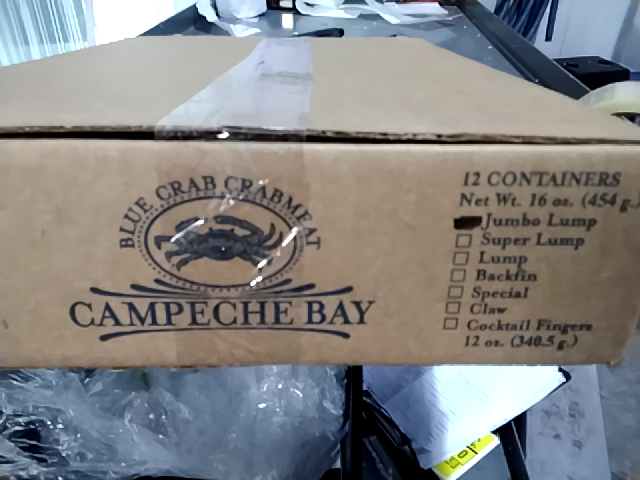 BLUE CRAB CRABMEAT
CAMPECHE BAY
12 CONTAINERS
Net Wt. 16 oz. (454 g.)
Jumbo Lump
Super Lump
Lump
Backfin
Special
Claw
Cocktail Fingers
12 oz. (340.5 g.)